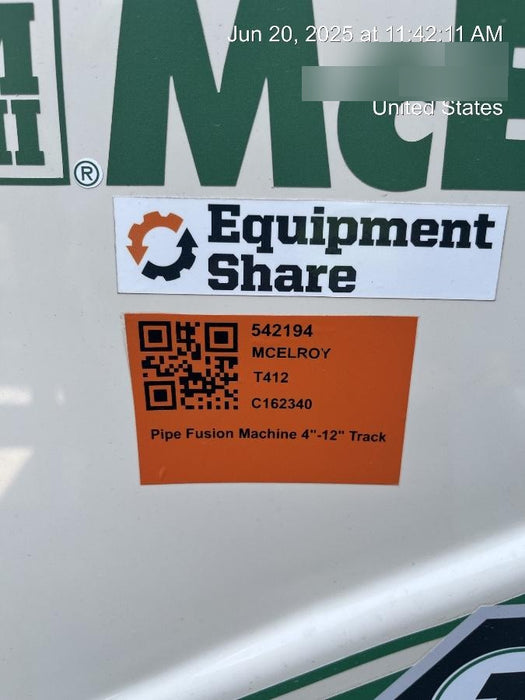 Jun 20, 2025 at 11:42:11 AM
United States
McE
®
Equipment
Share
542194
MCELROY
T412
C162340
Pipe Fusion Machine 4"-12" Track